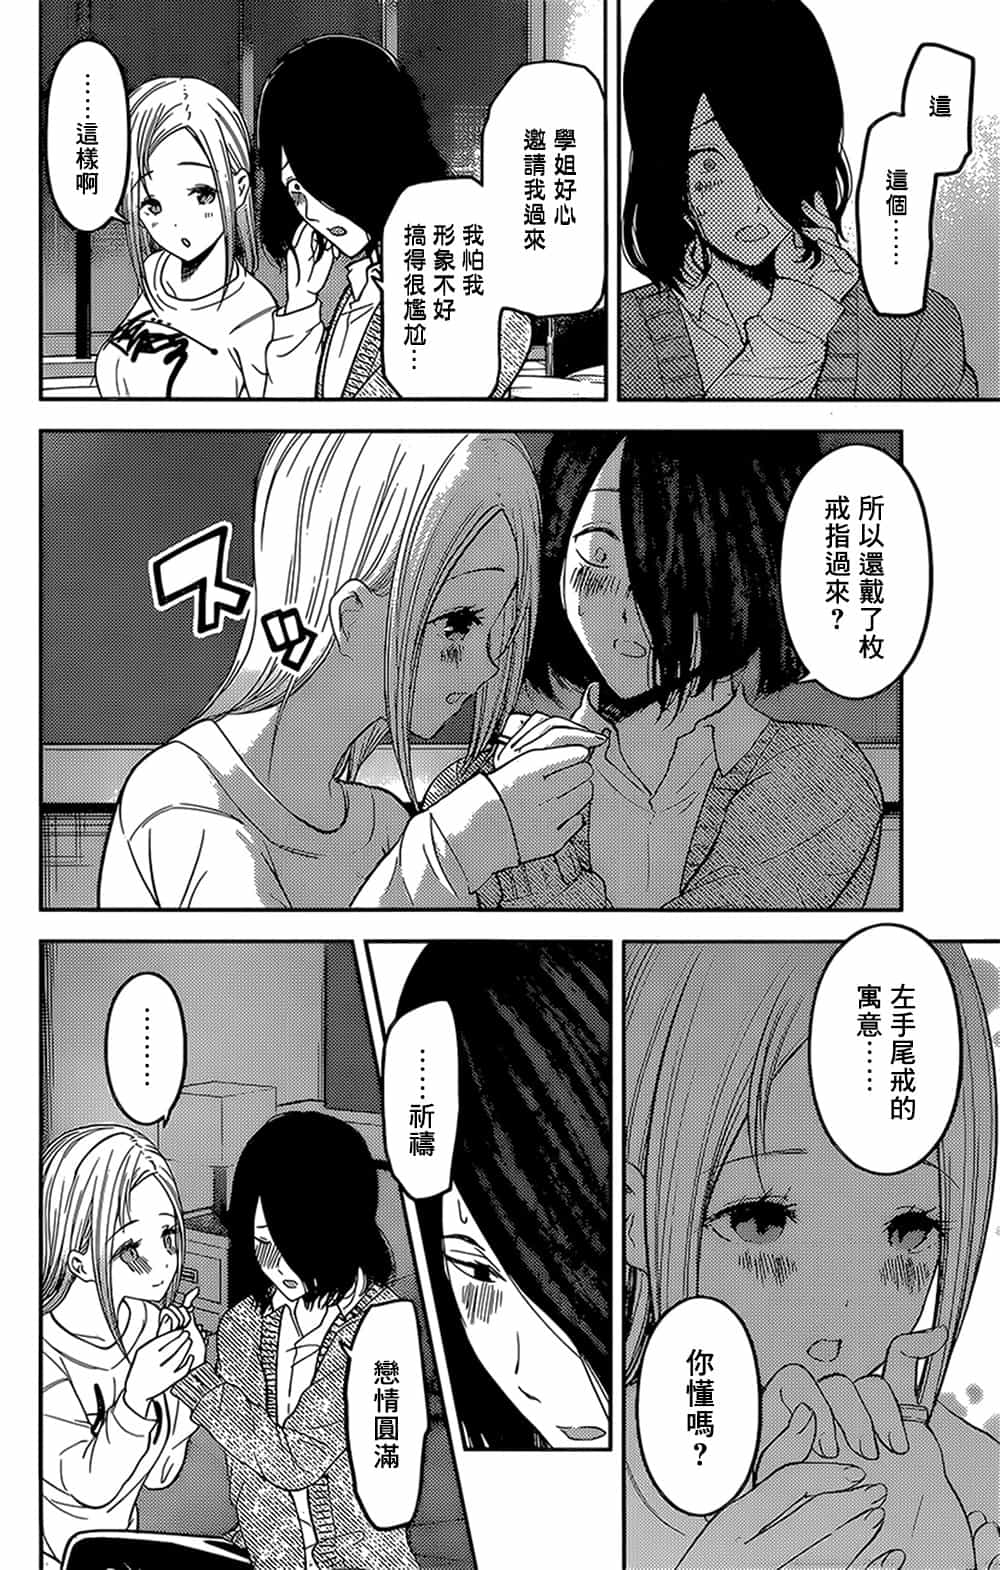 這
這個……
學姐好心
邀請我過來
我怕我
形象不好
搞得很尷尬…
……這樣啊
所以還戴了枚
戒指過來?
スッ
左手尾戒的
寓意……
你懂嗎?
……祈禱
戀情圓滿
………